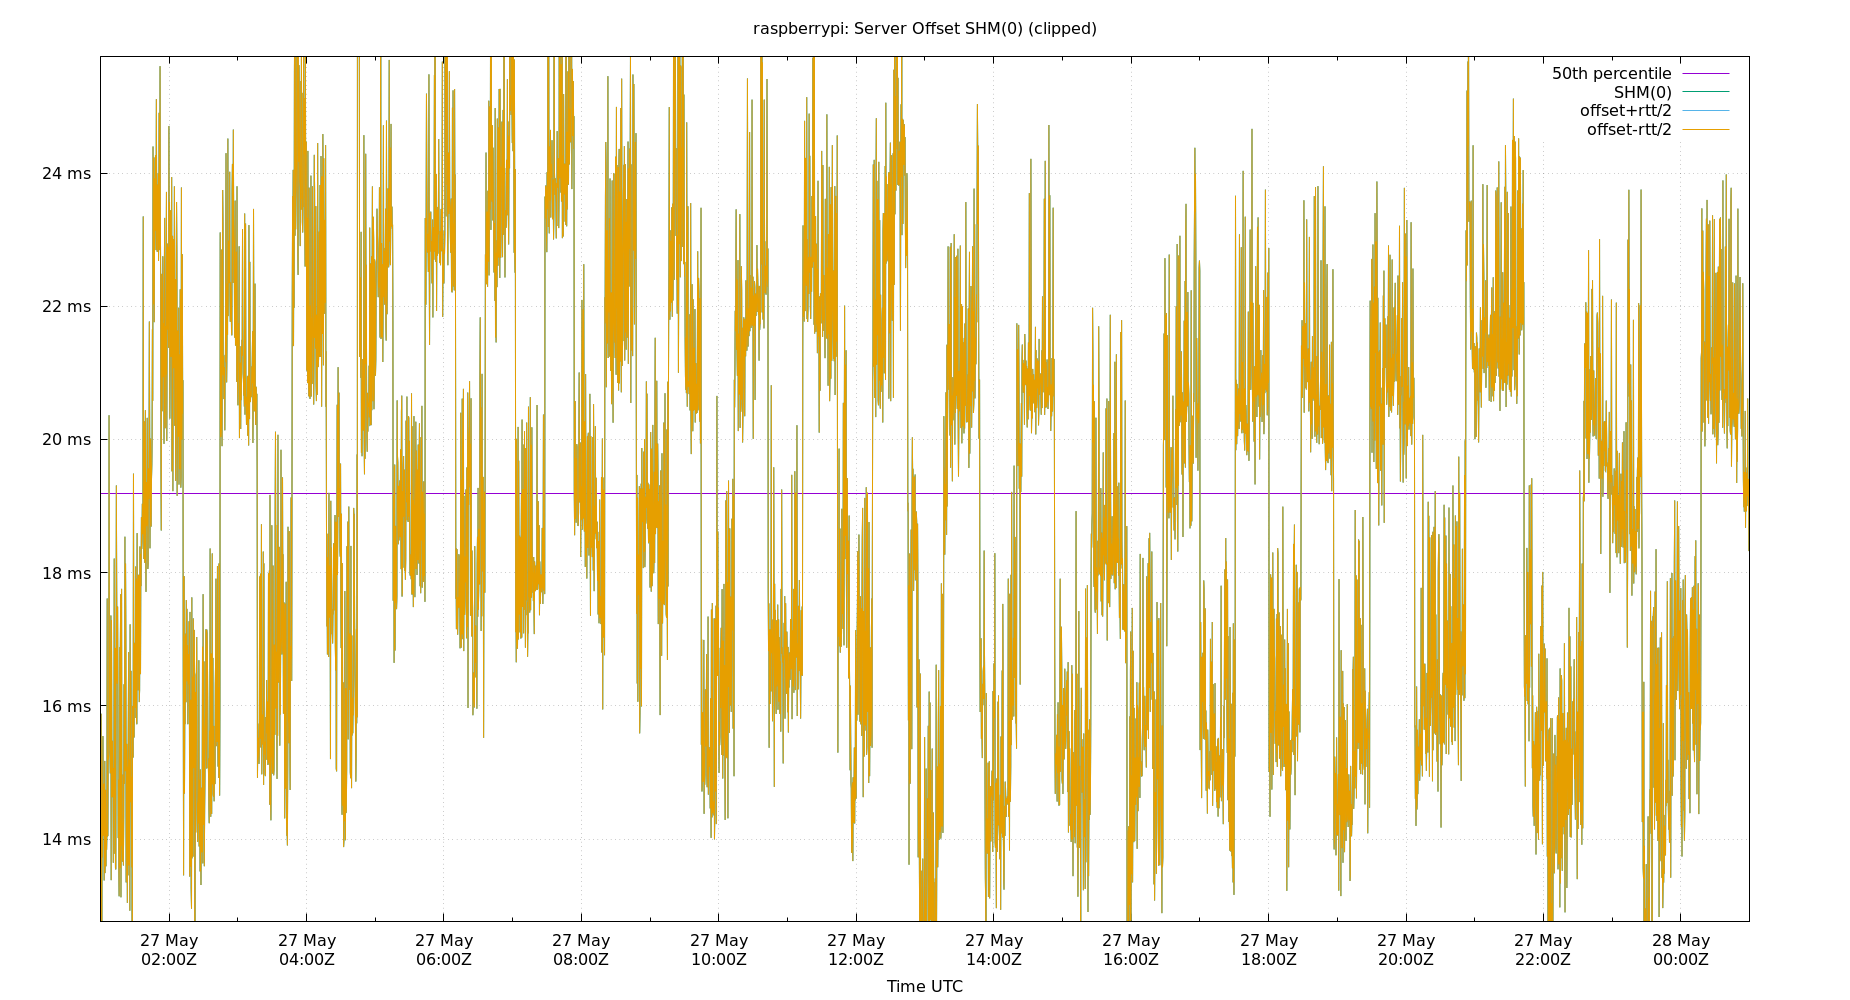 raspberrypi: Server Offset SHM(0) (clipped)
50th percentile
SHM(0)
offset+rtt/2
offset-rtt/2
24 ms
22 ms
20 ms
18 ms
16 ms
14 ms
27 May 27 May 27 May 27 May 27 May 27 May 27 May 27 May 27 May 27 May 27 May 28 May
02:00Z 04:00Z 06:00Z 08:00Z 10:00Z 12:00Z 14:00Z 16:00Z 18:00Z 20:00Z 22:00Z 00:00Z
Time UTC